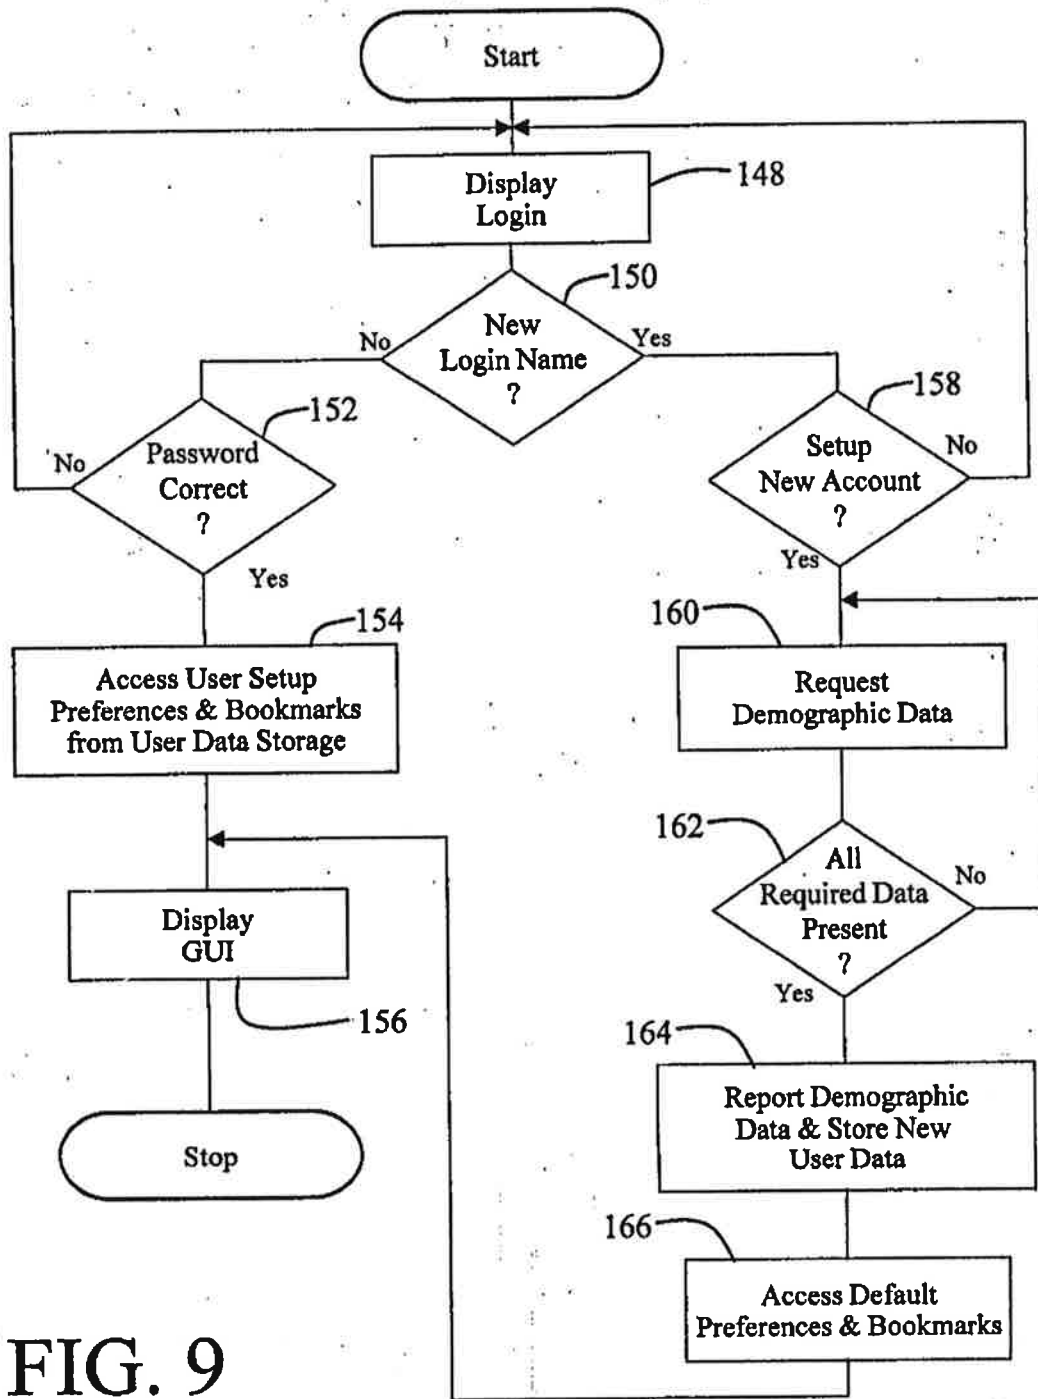 Start
Display
Login
148
150
New
Login Name
?
No
Yes
152
Password
Correct
?
No
Yes
158
Setup
New Account
?
No
Yes
154
Access User Setup
Preferences & Bookmarks
from User Data Storage
160
Request
Demographic Data
162
All
Required Data
Present
?
No
Yes
Display
GUI
156
164
Report Demographic
Data & Store New
User Data
Stop
166
Access Default
Preferences & Bookmarks
FIG. 9